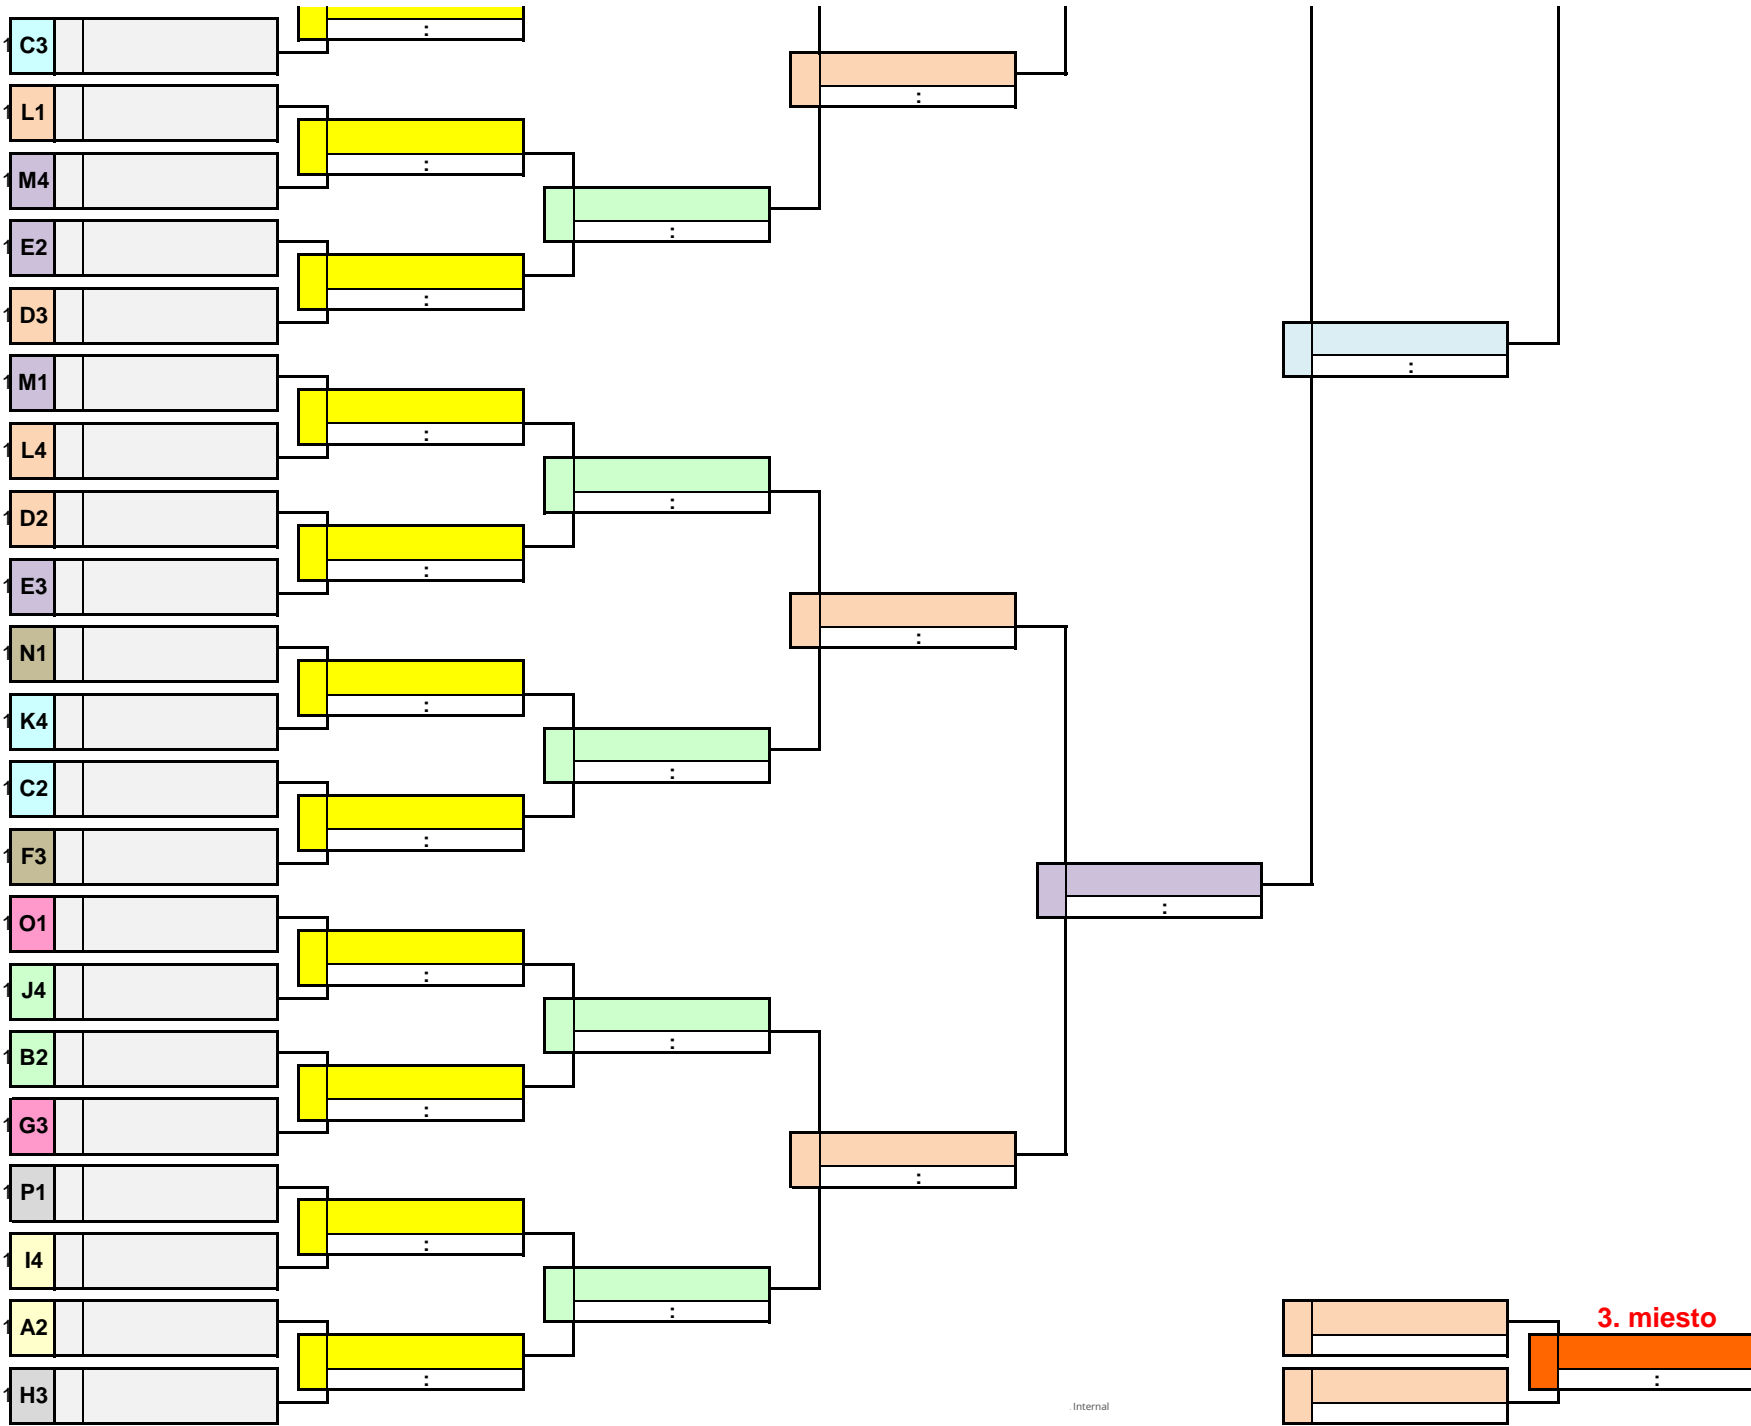 :
C3
:
L1
:
M4
:
E2
:
D3
:
M1
:
L4
:
D2
:
E3
:
N1
:
K4
:
C2
:
F3
:
O1
:
J4
:
B2
:
G3
:
P1
:
I4
:
A2
3. miesto
:
:
H3
Internal